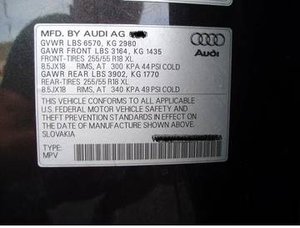 MFD. BY AUDI AG
GVWR LBS 6570, KG 2980
GAWR FRONT LBS 3164, KG 1435
FRONT-TIRES 255/55 R18 XL
8.5JX18 RIMS, AT 300 KPA 44 PSI COLD
GAWR REAR LBS 3902, KG 1770
REAR-TIRES 255/55 R18 XL
8.5JX18 RIMS, AT 340 KPA 49 PSI COLD
Audi
THIS VEHICLE CONFORMS TO ALL APPLICABLE
U.S. FEDERAL MOTOR VEHICLE SAFETY AND
THEFT PREVENTION STANDARDS IN EFFECT ON
THE DATE OF MANUFACTURE SHOWN ABOVE.
SLOVAKIA
TYPE:
MPV